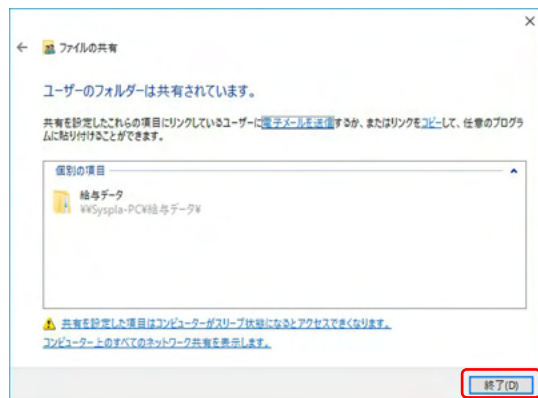 ファイルの共有
ユーザーのフォルダーは共有されています。
共有を設定したこれらの項目にリンクしているユーザーに電子メールを送信するか、またはリンクをコピーして、任意のプログラ
ムに貼り付けることができます。
個別の項目
給与データ
¥¥Syspla-PC¥給与データ¥
共有を設定した項目はコンピューターがスリープ状態になるとアクセスできなくなります。
コンピューター上のすべてのネットワーク共有を表示します。
終了(D)